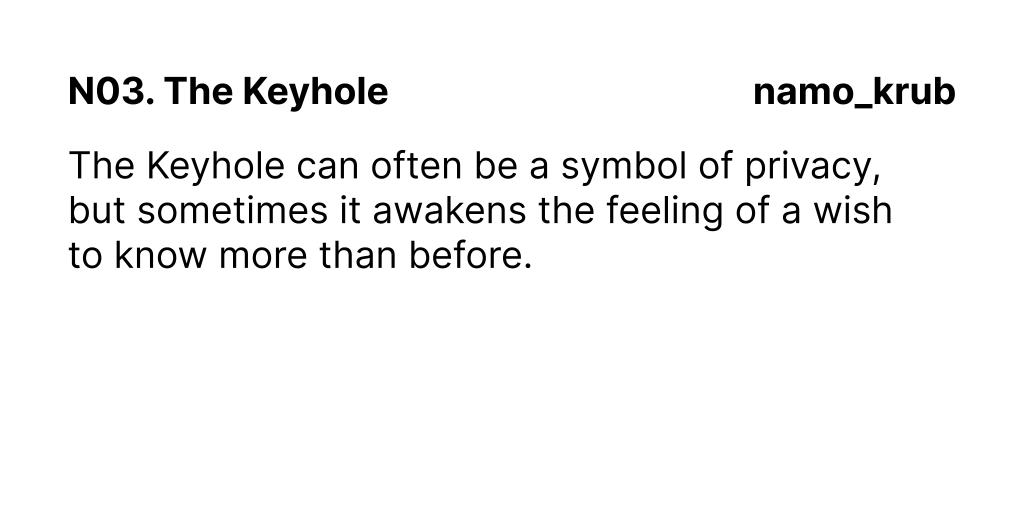 N03. The Keyhole namo_krub
The Keyhole can often be a symbol of privacy,
but sometimes it awakens the feeling of a wish
to know more than before.